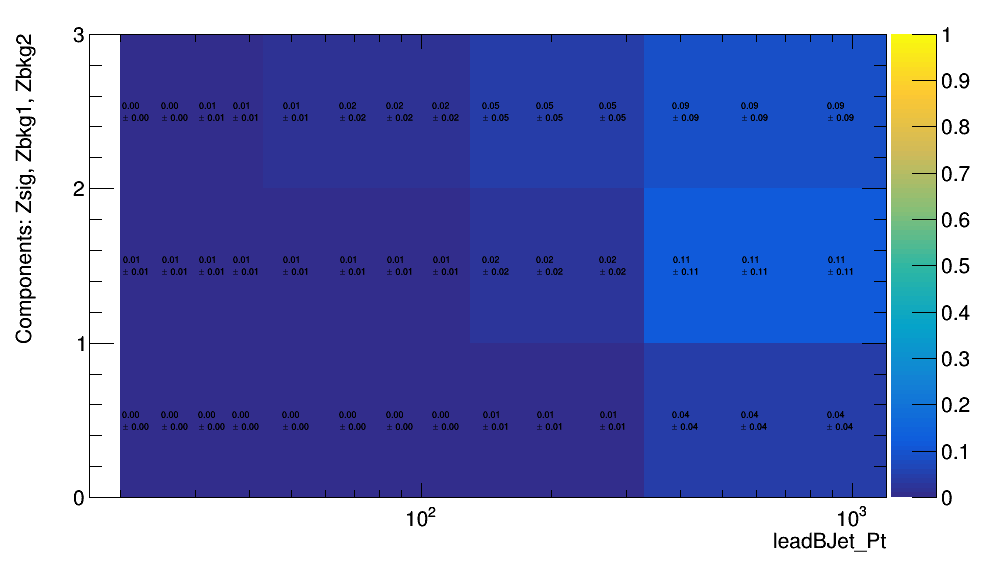 Components: Zsig, Zbkg1, Zbkg2
3
2
1
0
0.00 0.00 0.01 0.01 0.01 0.02 0.02 0.02 0.05 0.05 0.05 0.09 0.09 0.09
± 0.00 ± 0.00 ± 0.01 ± 0.01 ± 0.01 ± 0.02 ± 0.02 ± 0.02 ± 0.05 ± 0.05 ± 0.05 ± 0.09 ± 0.09 ± 0.09
0.01 0.01 0.01 0.01 0.01 0.01 0.01 0.01 0.02 0.02 0.02 0.11 0.11 0.11
± 0.01 ± 0.01 ± 0.01 ± 0.01 ± 0.01 ± 0.01 ± 0.01 ± 0.01 ± 0.02 ± 0.02 ± 0.02 ± 0.11 ± 0.11 ± 0.11
0.00 0.00 0.00 0.00 0.00 0.00 0.00 0.00 0.01 0.01 0.01 0.04 0.04 0.04
± 0.00 ± 0.00 ± 0.00 ± 0.00 ± 0.00 ± 0.00 ± 0.00 ± 0.00 ± 0.01 ± 0.01 ± 0.01 ± 0.04 ± 0.04 ± 0.04
10² 10³
leadBJet_Pt
1
0.9
0.8
0.7
0.6
0.5
0.4
0.3
0.2
0.1
0